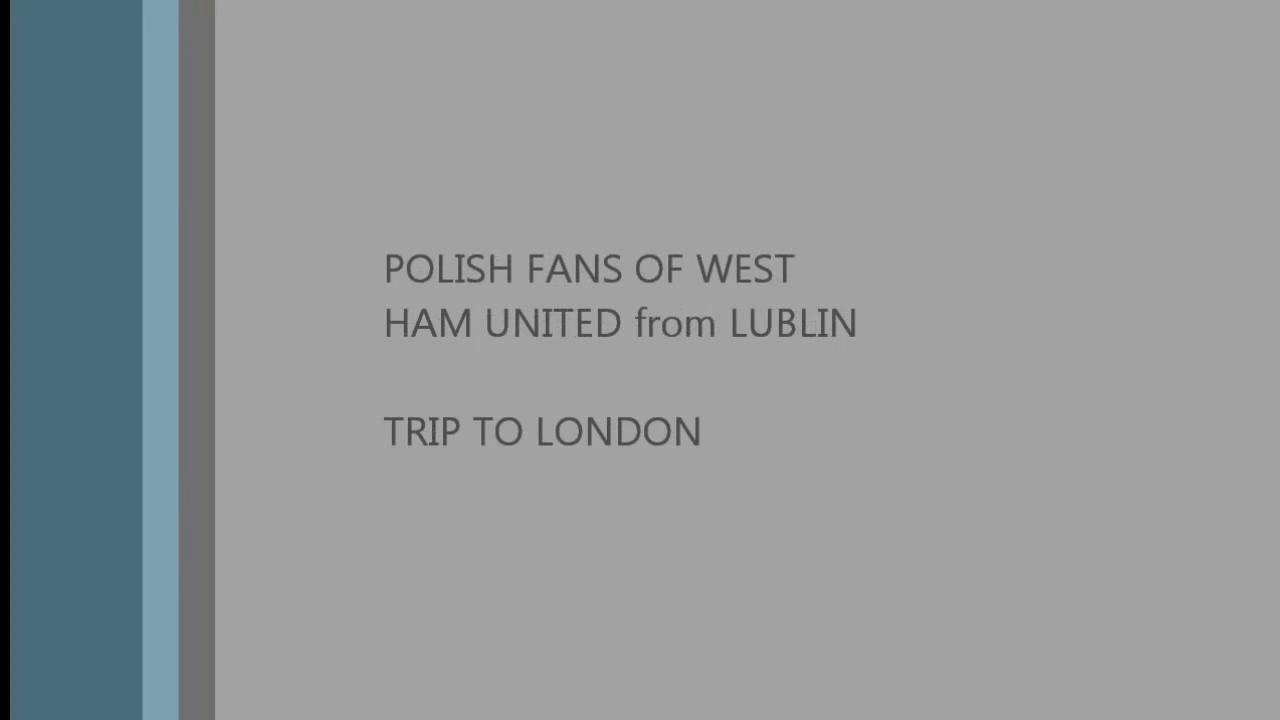 POLISH FANS OF WEST
HAM UNITED from LUBLIN
TRIP TO LONDON